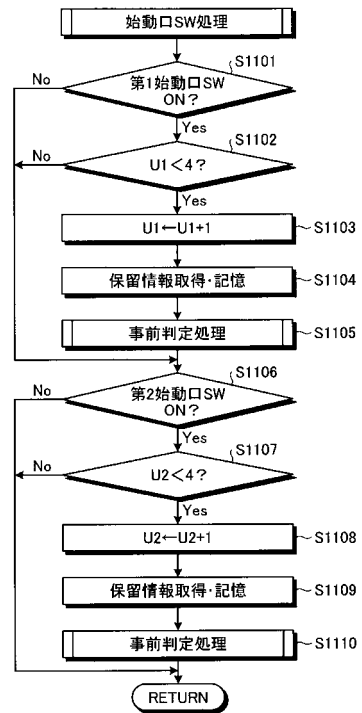 始動口SW処理
S1101
第1始動口SW
ON?
No
Yes
S1102
U1<4?
No
Yes
U1←U1+1
S1103
保留情報取得・記憶
S1104
事前判定処理
S1105
S1106
第2始動口SW
ON?
No
Yes
S1107
U2<4?
No
Yes
U2←U2+1
S1108
保留情報取得・記憶
S1109
事前判定処理
S1110
RETURN